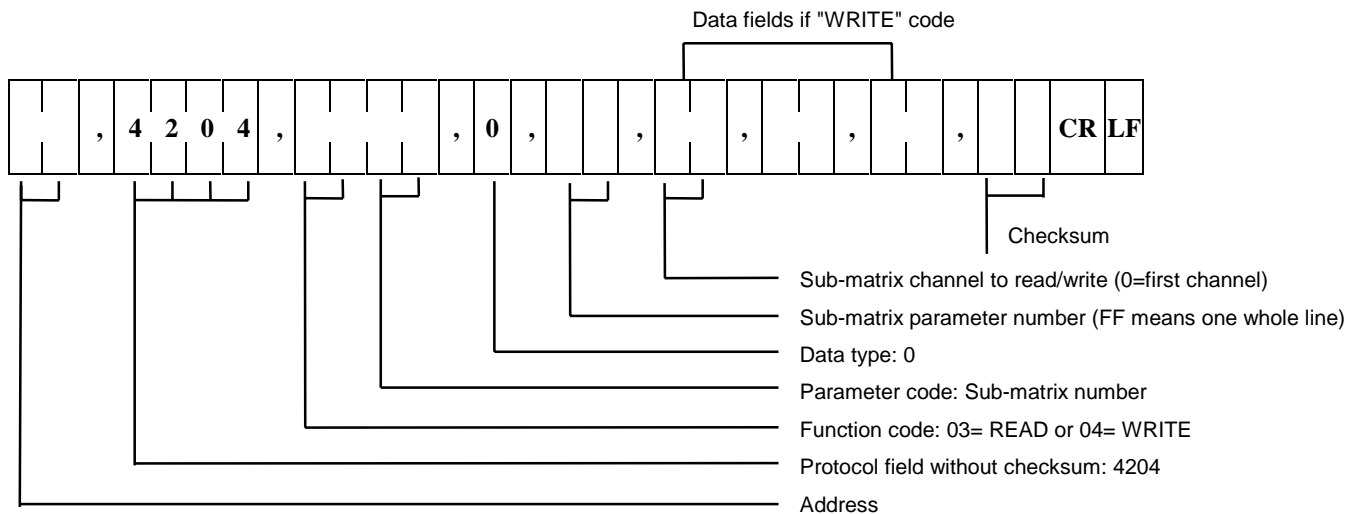 Data fields if "WRITE" code
, 4 2 0 4 , , 0 , , , , , CR LF
Checksum
Sub-matrix channel to read/write (0=first channel)
Sub-matrix parameter number (FF means one whole line)
Data type: 0
Parameter code: Sub-matrix number
Function code: 03= READ or 04= WRITE
Protocol field without checksum: 4204
Address